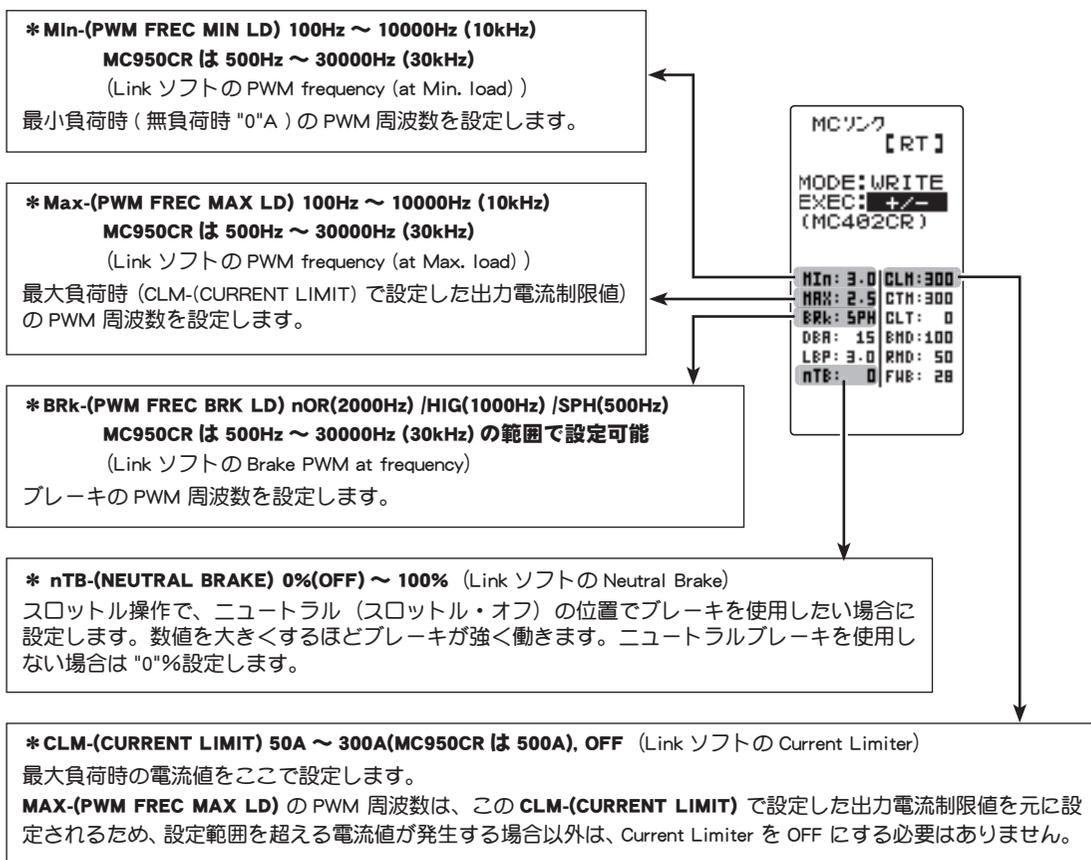 ＊MIn-(PWM FREC MIN LD) 100Hz ～ 10000Hz (10kHz)
MC950CR は 500Hz ～ 30000Hz (30kHz)
（Link ソフトの PWM frequency (at Min. load) ）
最小負荷時 ( 無負荷時 "0"A ) の PWM 周波数を設定します。
＊Max-(PWM FREC MAX LD) 100Hz ～ 10000Hz (10kHz)
MC950CR は 500Hz ～ 30000Hz (30kHz)
（Link ソフトの PWM frequency (at Max. load) ）
最大負荷時（CLM-(CURRENT LIMIT) で設定した出力電流制限値）
の PWM 周波数を設定します。
＊BRk-(PWM FREC BRK LD) nOR(2000Hz) /HIG(1000Hz) /SPH(500Hz)
MC950CR は 500Hz ～ 30000Hz (30kHz) の範囲で設定可能
（Link ソフトの Brake PWM at frequency）
ブレーキの PWM 周波数を設定します。
MCリンク
[RT]
MODE:WRITE
EXEC: +/-
(MC402CR)
MIn: 3.0 CLM:300
MAX: 2.5 CTM:300
BRk: SPH CLT: 0
DBA: 15 BMD:100
LBP: 3.0 RMD: 50
nTB: 0 FWB: 28
＊ nTB-(NEUTRAL BRAKE) 0%(OFF) ～ 100%（Link ソフトの Neutral Brake）
スロットル操作で、ニュートラル（スロットル・オフ）の位置でブレーキを使用したい場合に
設定します。数値を大きくするほどブレーキが強く働きます。ニュートラルブレーキを使用し
ない場合は "0"%設定します。
＊CLM-(CURRENT LIMIT) 50A ～ 300A(MC950CR は 500A), OFF（Link ソフトの Current Limiter）
最大負荷時の電流値をここで設定します。
MAX-(PWM FREC MAX LD) の PWM 周波数は、この CLM-(CURRENT LIMIT) で設定した出力電流制限値を元に設
定されるため、設定範囲を超える電流値が発生する場合以外は、Current Limiter を OFF にする必要はありません。